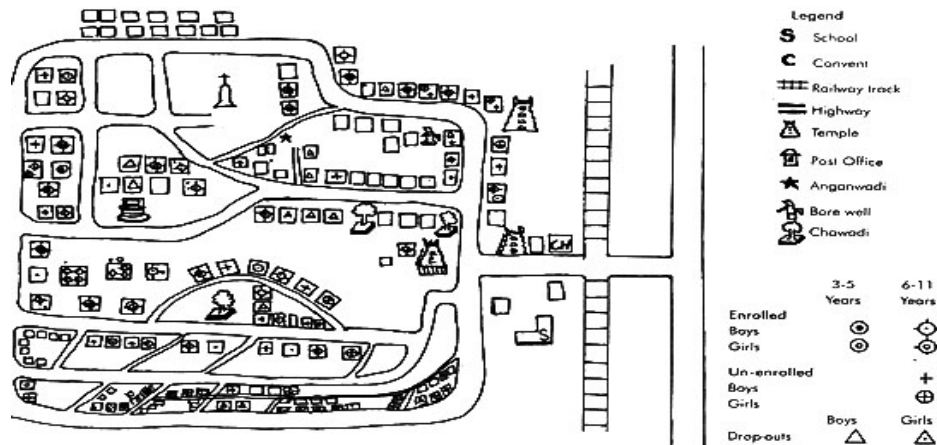 Legend
S School
C Convent
Railway track
Highway
Temple
Post Office
Anganwadi
Bore well
Chawadi
3-5 6-11
Years Years
Enrolled
Boys
Girls
Un-enrolled
Boys
Girls
Boys Girls
Drop-outs
S